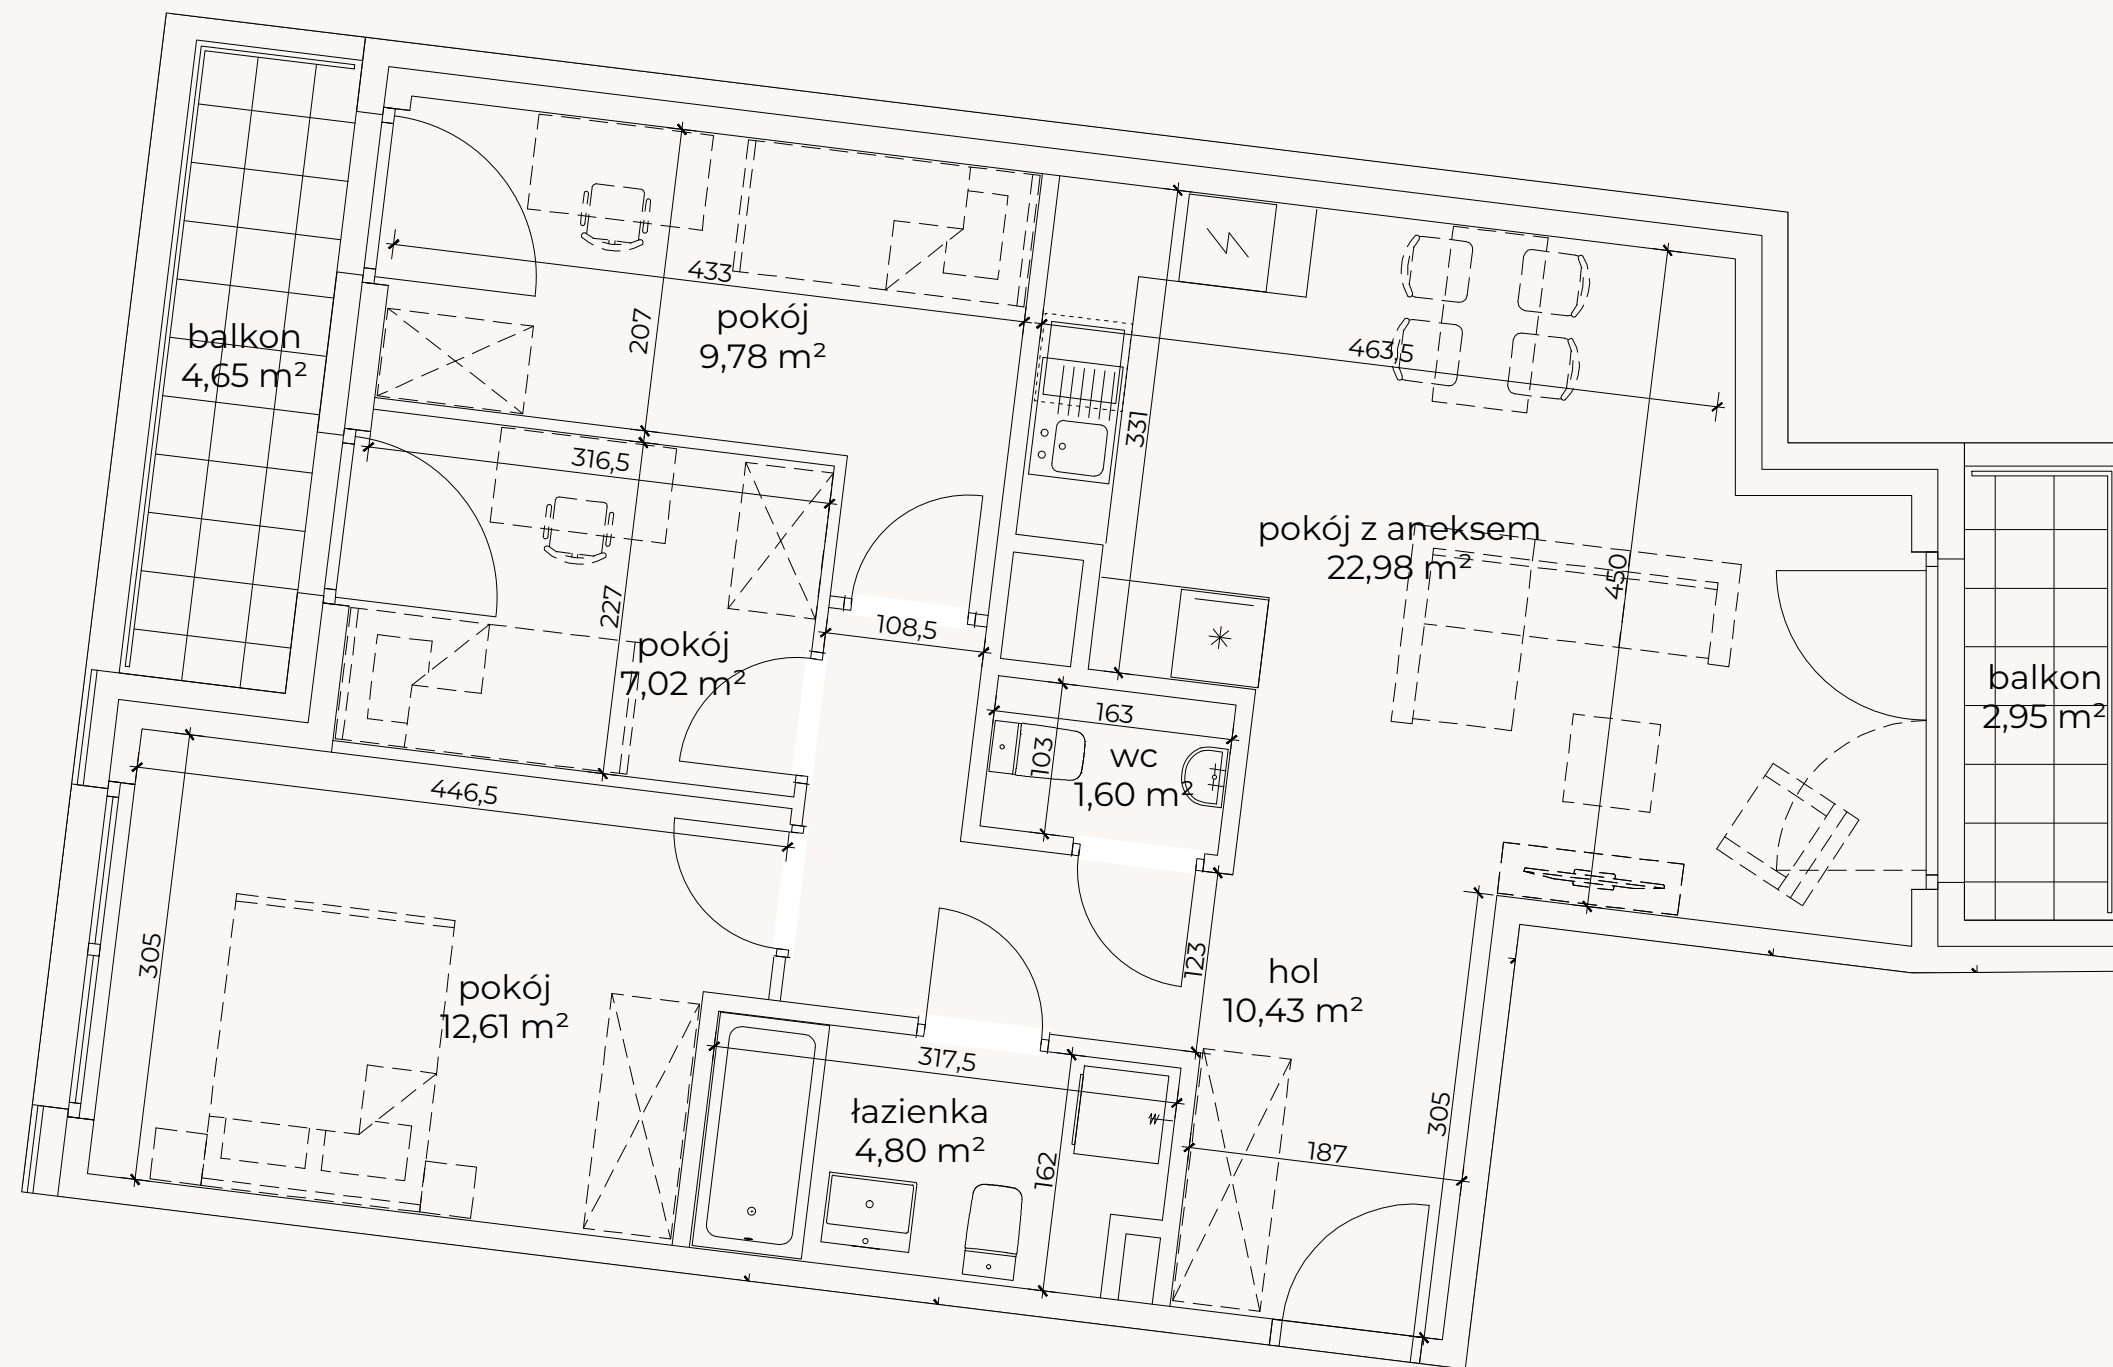 433
207
pokój
9,78 m²
balkon
4,65 m²
463,5
331
316,5
227
pokój
7,02 m²
108,5
pokój z aneksem
22,98 m²
450
balkon
2,95 m²
163
103
wc
1,60 m²
446,5
305
pokój
12,61 m²
123
hol
10,43 m²
317,5
łazienka
4,80 m²
162
187
305